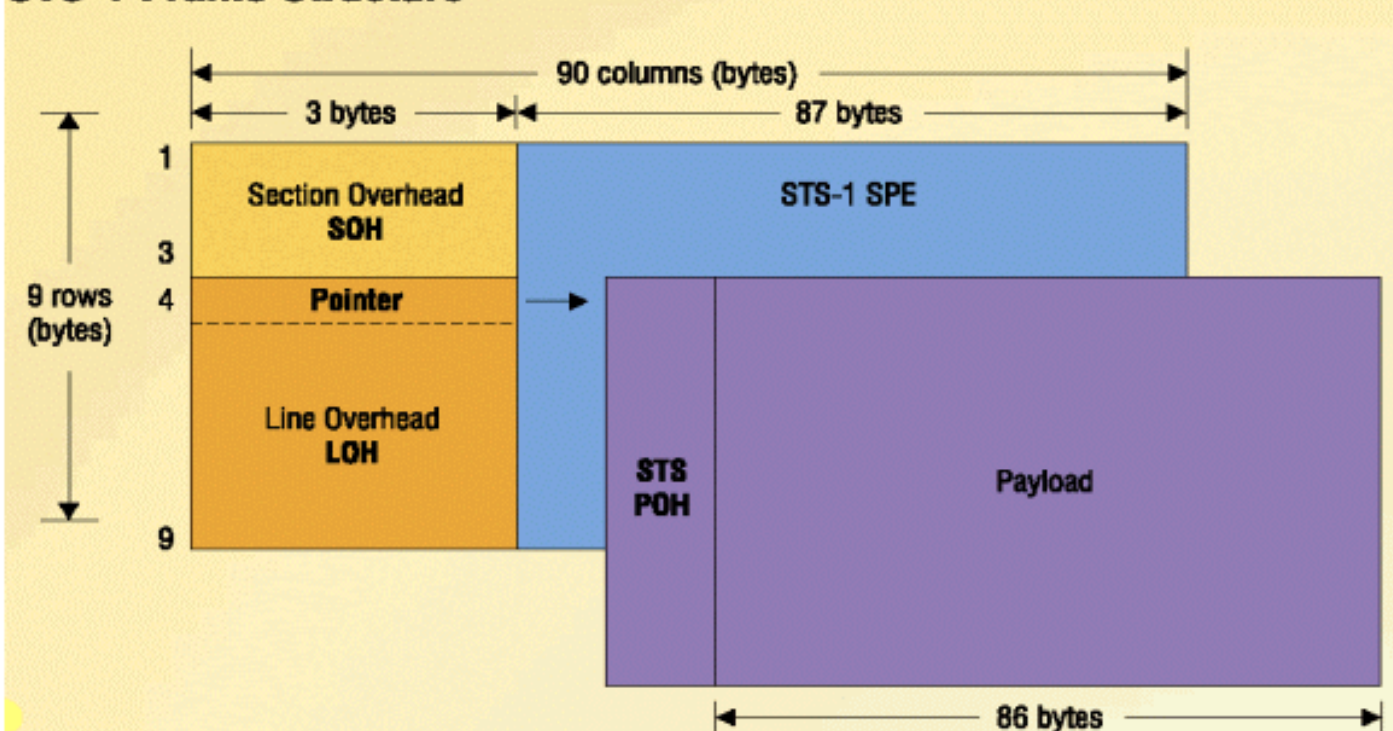 90 columns (bytes)
3 bytes
87 bytes
1
Section Overhead
SOH
STS-1 SPE
3
9 rows
(bytes)
4
Pointer
Line Overhead
LOH
STS
POH
Payload
9
86 bytes